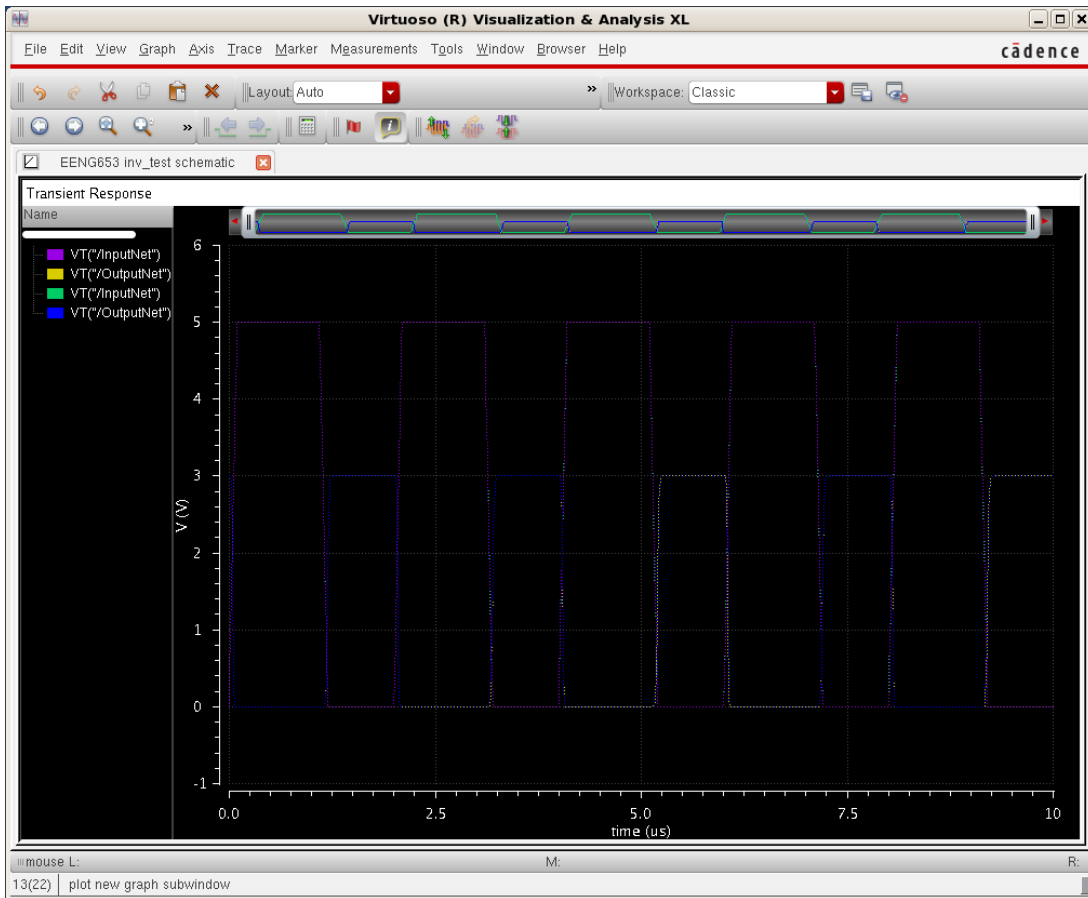 Virtuoso (R) Visualization & Analysis XL
File Edit View Graph Axis Trace Marker Measurements Tools Window Browser Help
cādence
Layout: Auto » Workspace: Classic
»
EENG653 inv_test schematic
Transient Response
Name
VT("/InputNet")
VT("/OutputNet")
VT("/InputNet")
VT("/OutputNet")
6
5
4
3
2
1
0
-1
V (V)
0.0 2.5 5.0 7.5 10
time (us)
mouse L: M: R:
13(22) plot new graph subwindow